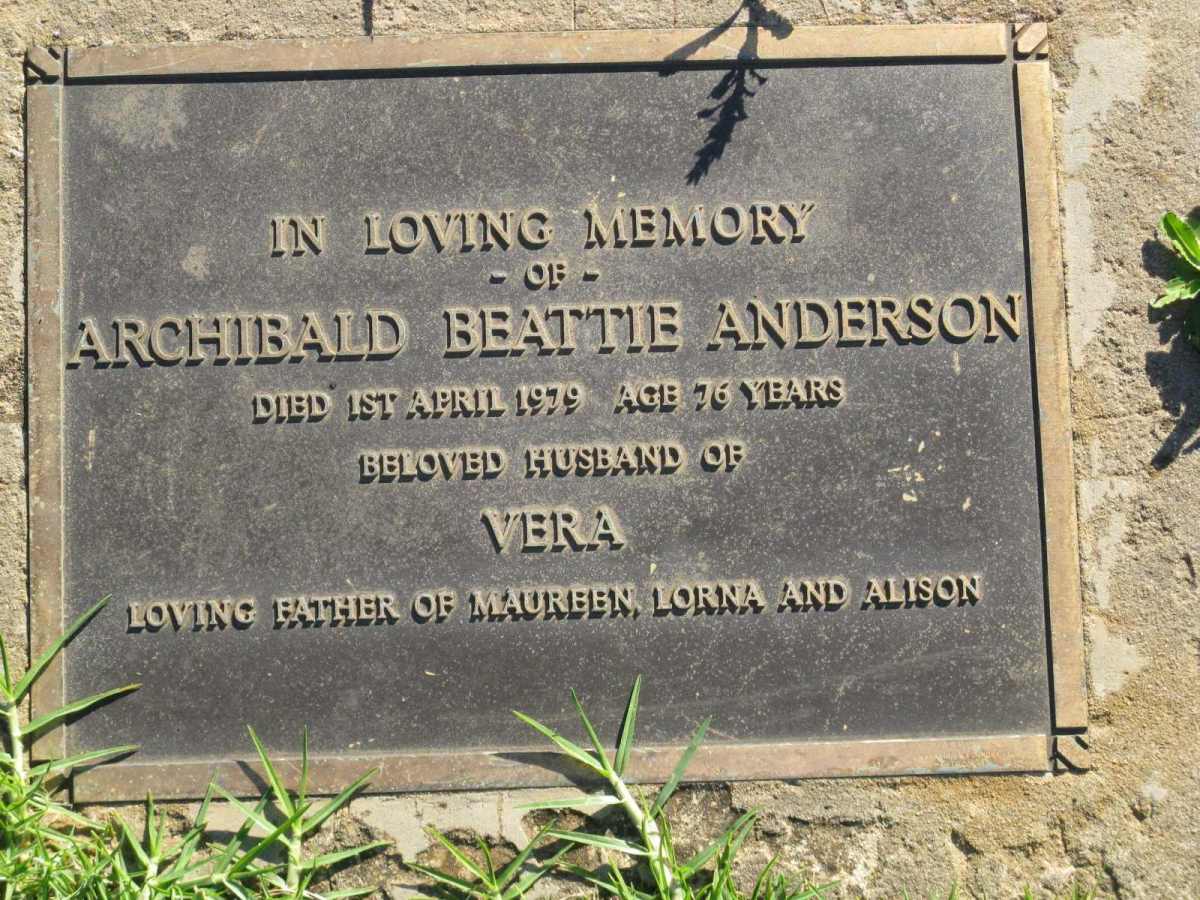 IN LOVING MEMORY
- OF -
ARCHIBALD BEATTIE ANDERSON
DIED 1ST APRIL 1979 AGE 76 YEARS
BELOVED HUSBAND OF
VERA
LOVING FATHER OF MAUREEN, LORNA AND ALISON